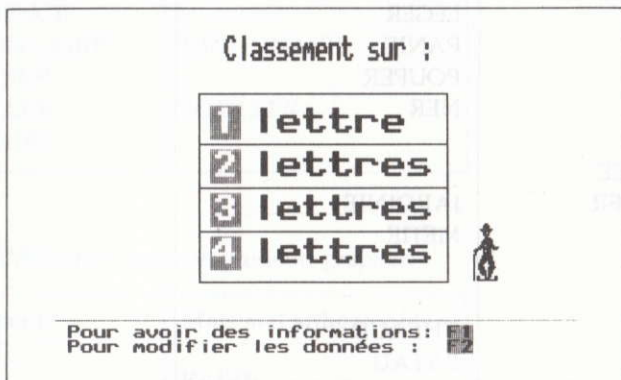 Classement sur :
1 lettre
2 lettres
3 lettres
4 lettres
Pour avoir des informations: F1
Pour modifier les données : F2